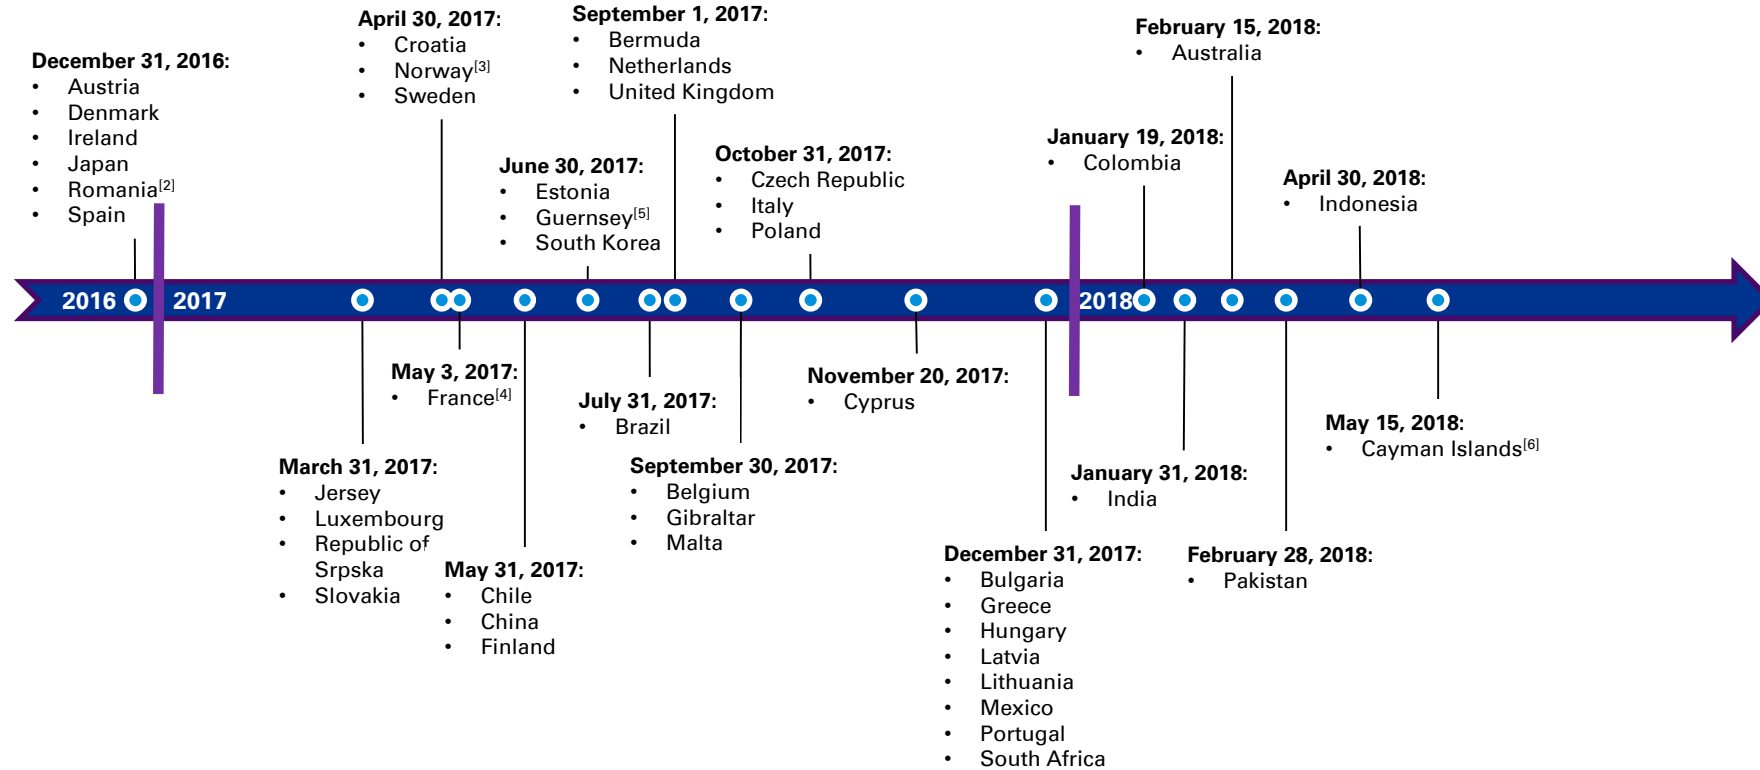 December 31, 2016:
• Austria
• Denmark
• Ireland
• Japan
• Romania[2]
• Spain
April 30, 2017:
• Croatia
• Norway[3]
• Sweden
June 30, 2017:
• Estonia
• Guernsey[5]
• South Korea
September 1, 2017:
• Bermuda
• Netherlands
• United Kingdom
October 31, 2017:
• Czech Republic
• Italy
• Poland
January 19, 2018:
• Colombia
February 15, 2018:
• Australia
April 30, 2018:
• Indonesia
2016
2017
2018
March 31, 2017:
• Jersey
• Luxembourg
• Republic of
Srpska
• Slovakia
May 3, 2017:
• France[4]
May 31, 2017:
• Chile
• China
• Finland
July 31, 2017:
• Brazil
September 30, 2017:
• Belgium
• Gibraltar
• Malta
November 20, 2017:
• Cyprus
December 31, 2017:
• Bulgaria
• Greece
• Hungary
• Latvia
• Lithuania
• Mexico
• Portugal
• South Africa
January 31, 2018:
• India
February 28, 2018:
• Pakistan
May 15, 2018:
• Cayman Islands[6]